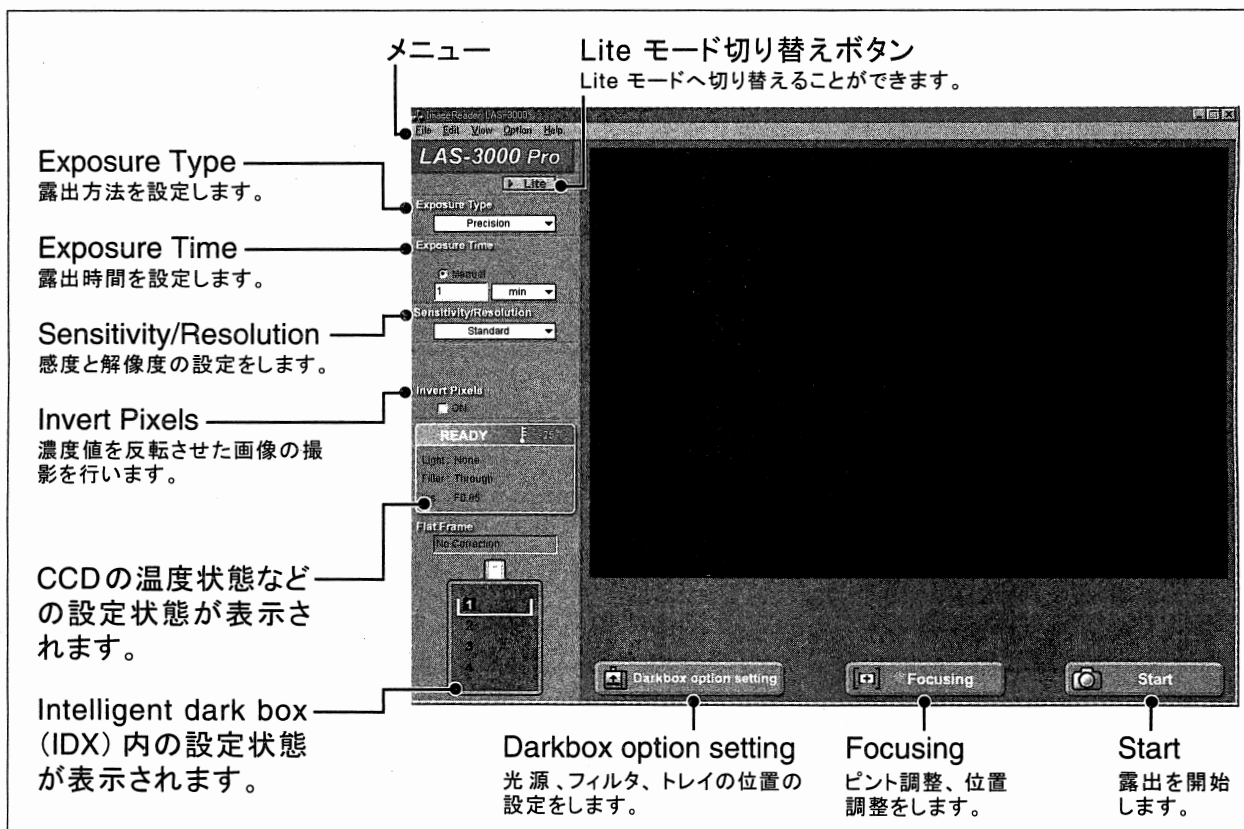 メニュー
Lite モード切り替えボタン
Lite モードへ切り替えることができます。
Exposure Type
露出方法を設定します。
Exposure Time
露出時間を設定します。
Sensitivity/Resolution
感度と解像度の設定をします。
Invert Pixels
濃度値を反転させた画像の撮
影を行います。
CCDの温度状態など
の設定状態が表示さ
れます。
Intelligent dark box
(IDX) 内の設定状態
が表示されます。
ImageReader LAS-3000
File Edit View Option Help
LAS-3000 Pro
Lite
Exposure Type
Precision
Exposure Time
Manual
1 min
Sensitivity/Resolution
Standard
Invert Pixels
ON
READY
Light : None
Filter : Through
F0.85
Flat Frame
No Correction
1
2
3
4
Darkbox option setting
Focusing
Start
Darkbox option setting
光源、フィルタ、トレイの位置の
設定をします。
Focusing
ピント調整、位置
調整をします。
Start
露出を開始
します。